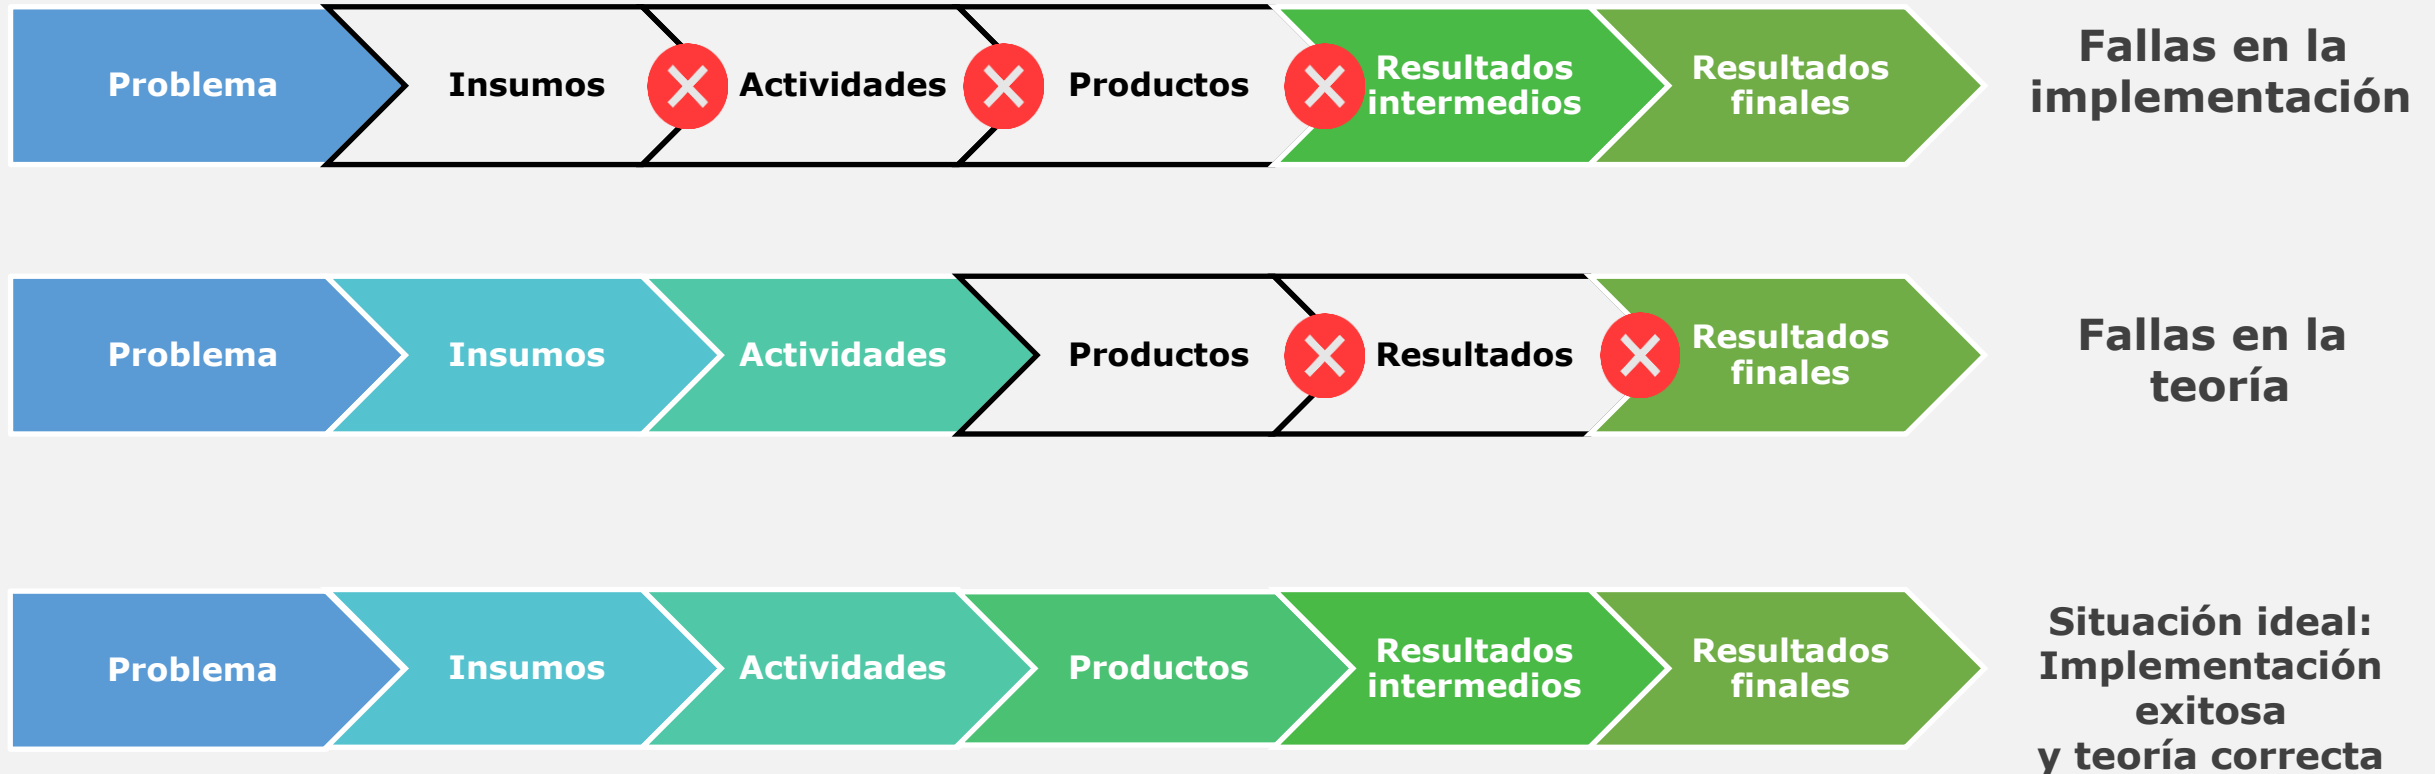 Problema
Insumos
Actividades
Productos
Resultados
intermedios
Resultados
finales
Fallas en la
implementación
Problema
Insumos
Actividades
Productos
Resultados
Resultados
finales
Fallas en la
teoría
Problema
Insumos
Actividades
Productos
Resultados
intermedios
Resultados
finales
Situación ideal:
Implementación
exitosa
y teoría correcta